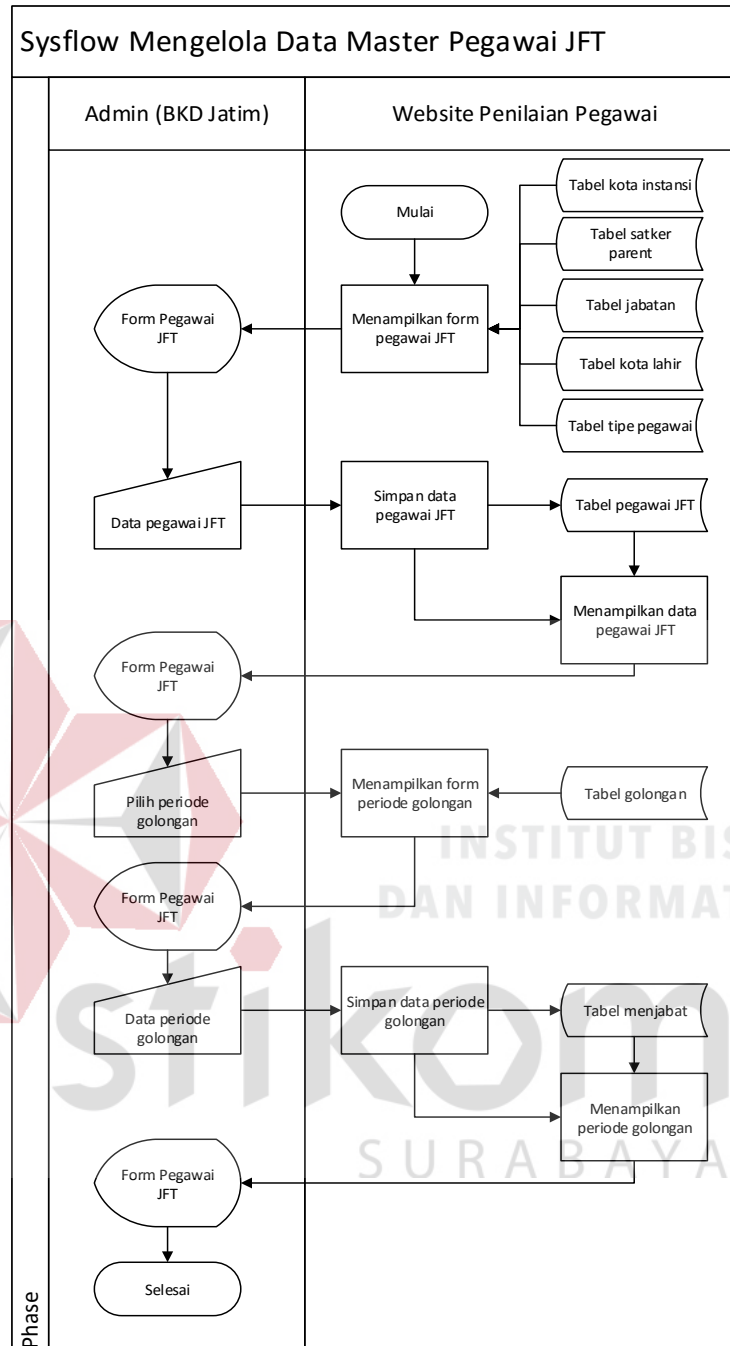 Sysflow Mengelola Data Master Pegawai JFT
Admin (BKD Jatim)
Website Penilaian Pegawai
Mulai
Tabel kota instansi
Tabel satker
parent
Tabel jabatan
Tabel kota lahir
Tabel tipe pegawai
Form Pegawai
JFT
Menampilkan form
pegawai JFT
Data pegawai JFT
Simpan data
pegawai JFT
Tabel pegawai JFT
Menampilkan data
pegawai JFT
Form Pegawai
JFT
Pilih periode
golongan
Menampilkan form
periode golongan
Tabel golongan
INSTITUT BIS
DAN INFORMAT
Form Pegawai
JFT
Data periode
golongan
Simpan data periode
golongan
Tabel menjabat
Menampilkan
periode golongan
stikom
SURABAYA
Form Pegawai
JFT
Selesai
Phase